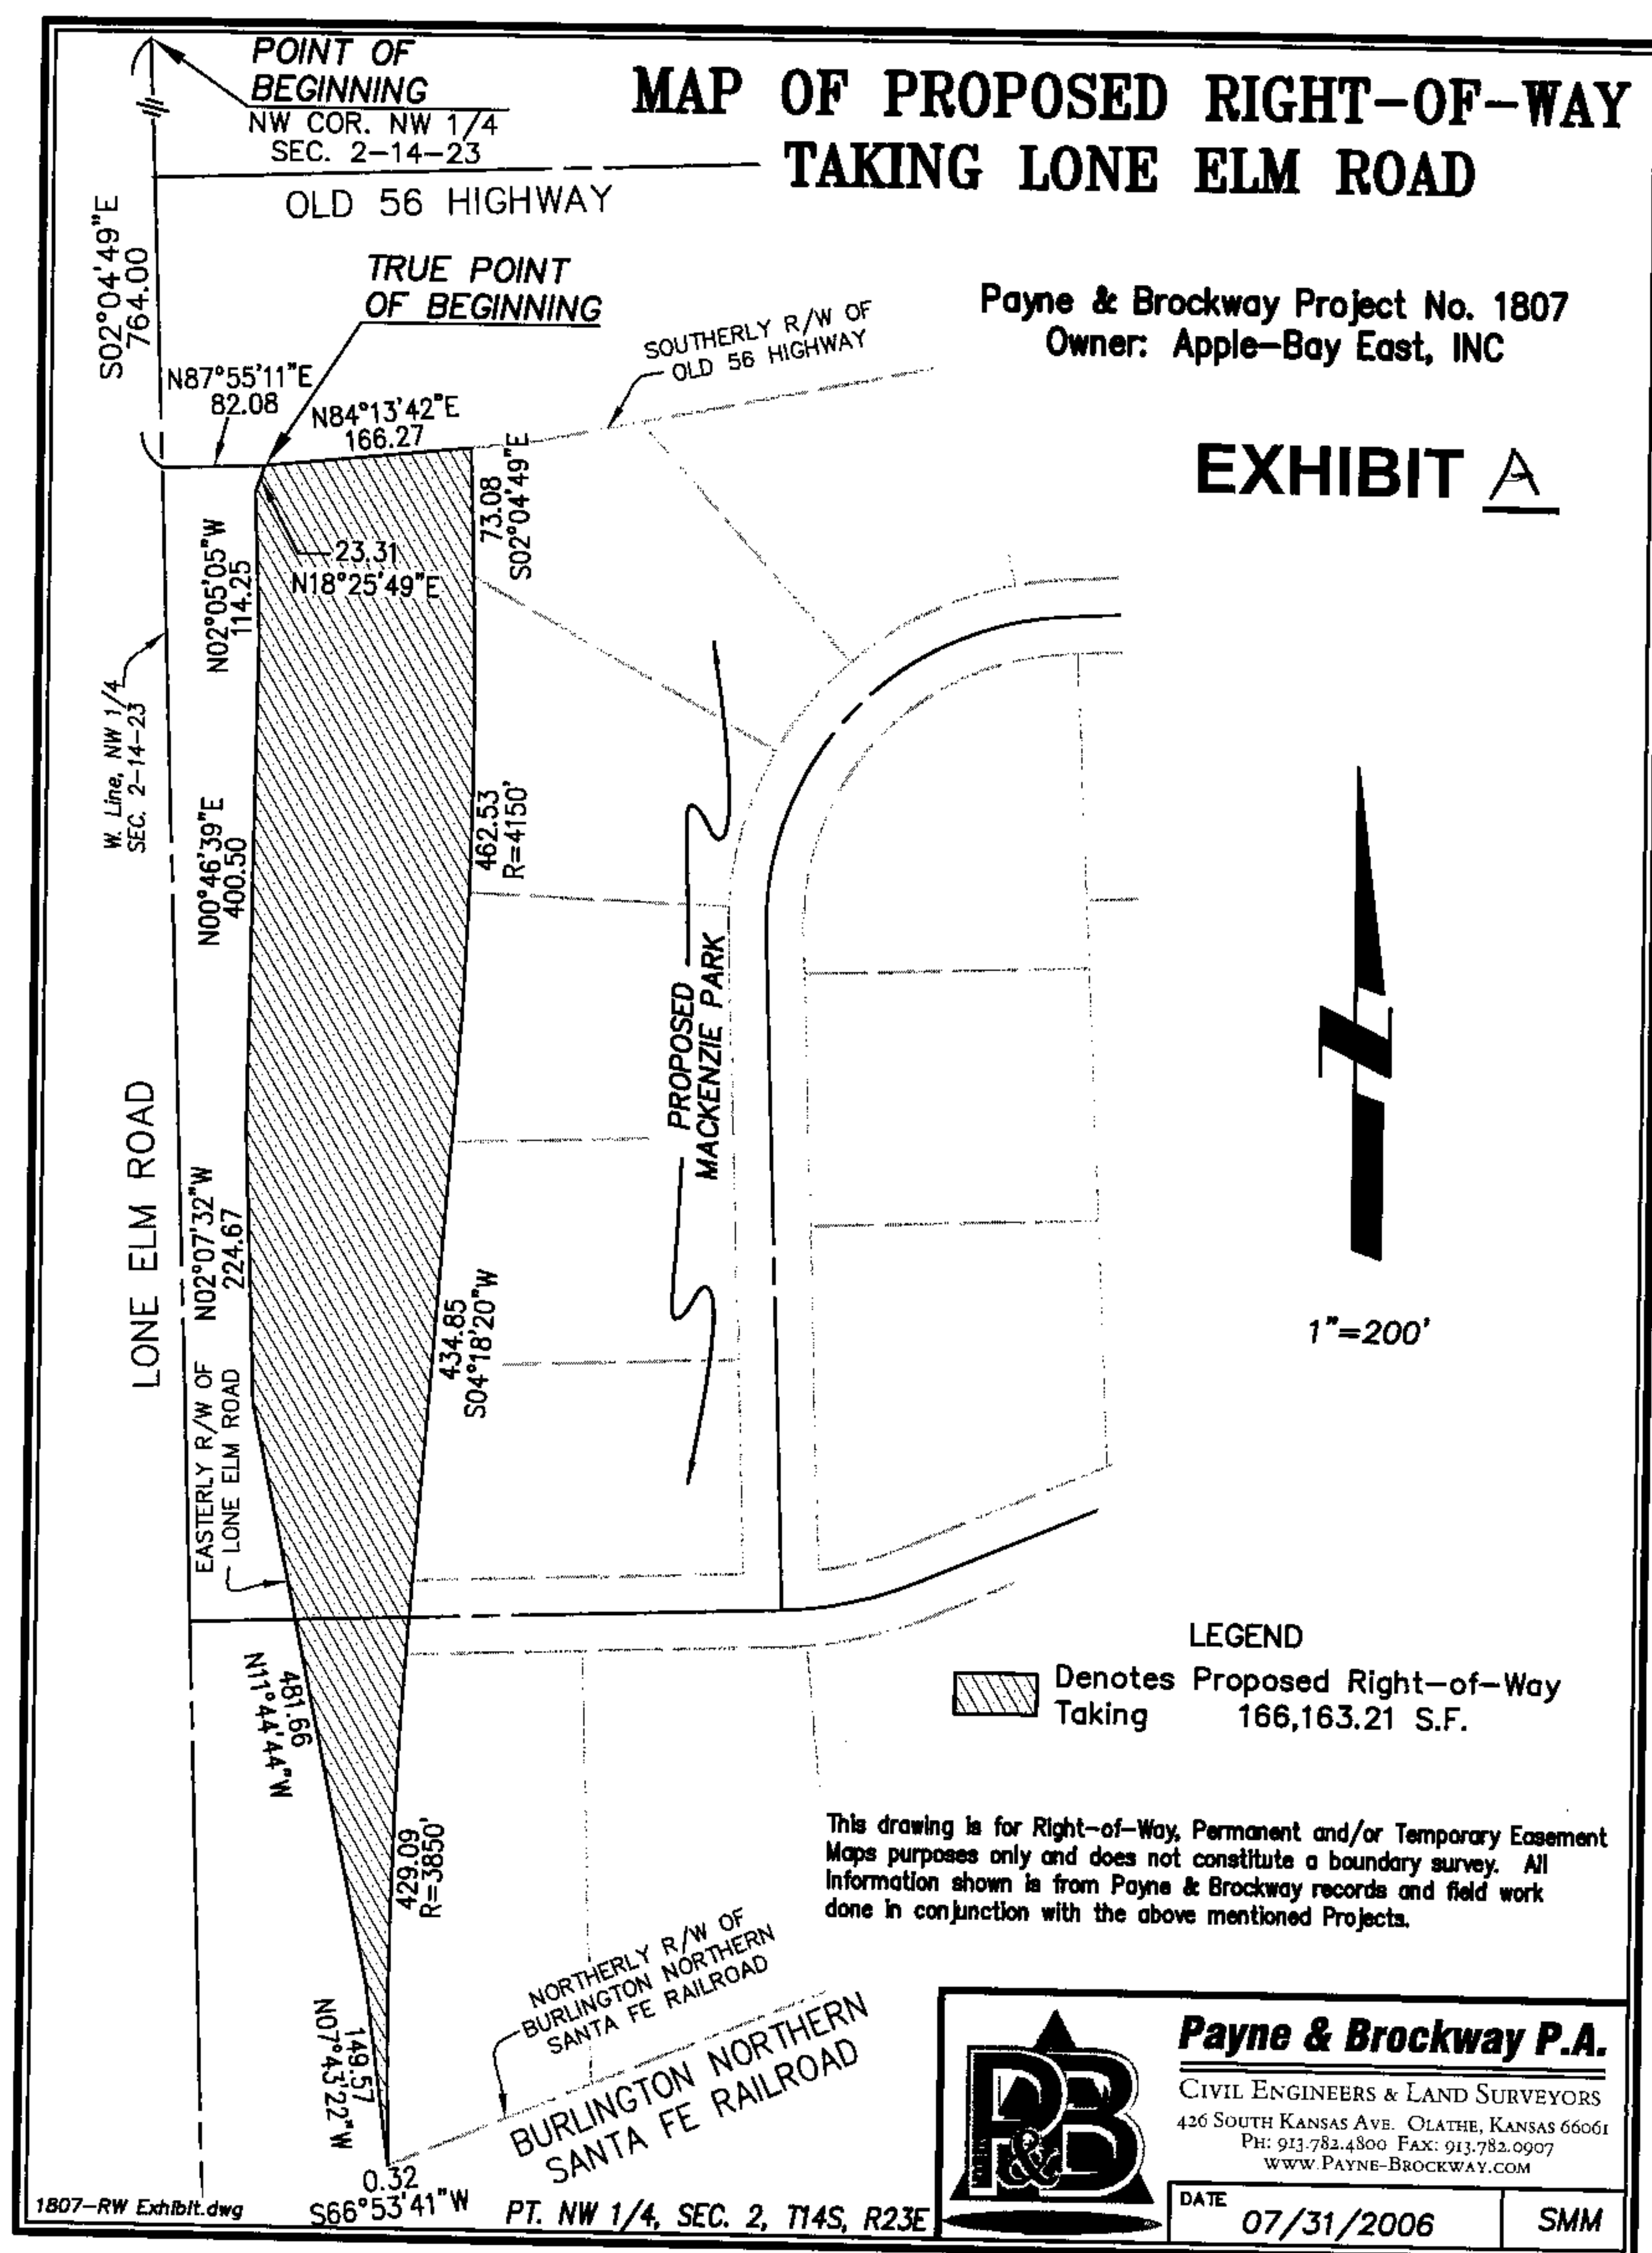 POINT OF
BEGINNING
NW COR. NW 1/4
SEC. 2-14-23
MAP OF PROPOSED RIGHT-OF-WAY
TAKING LONE ELM ROAD
OLD 56 HIGHWAY
S02°04'49"E
764.00
TRUE POINT
OF BEGINNING
Payne & Brockway Project No. 1807
Owner: Apple-Bay East, INC
SOUTHERLY R/W OF
OLD 56 HIGHWAY
N87°55'11"E
82.08
N84°13'42"E
166.27
EXHIBIT A
73.08
S02°04'49"E
23.31
N18°25'49"E
N02°05'05"W
114.25
W. Line, NW 1/4
SEC. 2-14-23
N00°46'39"E
400.50
462.53
R=4150'
PROPOSED
MACKENZIE PARK
LONE ELM ROAD
N02°07'32"W
224.67
434.85
S04°18'20"W
1"=200'
EASTERLY R/W OF
LONE ELM ROAD
481.66
N11°44'44"W
LEGEND
Denotes Proposed Right-of-Way
Taking 166,163.21 S.F.
429.09
R=3850'
This drawing is for Right-of-Way, Permanent and/or Temporary Easement
Maps purposes only and does not constitute a boundary survey. All
Information shown is from Payne & Brockway records and field work
done in conjunction with the above mentioned Projects.
NORTHERLY R/W OF
BURLINGTON NORTHERN
SANTA FE RAILROAD
149.57
N07°43'22"W
BURLINGTON NORTHERN
SANTA FE RAILROAD
0.32
S66°53'41"W
1807-RW Exhibit.dwg
PT. NW 1/4, SEC. 2, T14S, R23E
P&B
Payne & Brockway P.A.
CIVIL ENGINEERS & LAND SURVEYORS
426 SOUTH KANSAS AVE. OLATHE, KANSAS 66061
PH: 913.782.4800 FAX: 913.782.0907
WWW.PAYNE-BROCKWAY.COM
DATE
07/31/2006
SMM